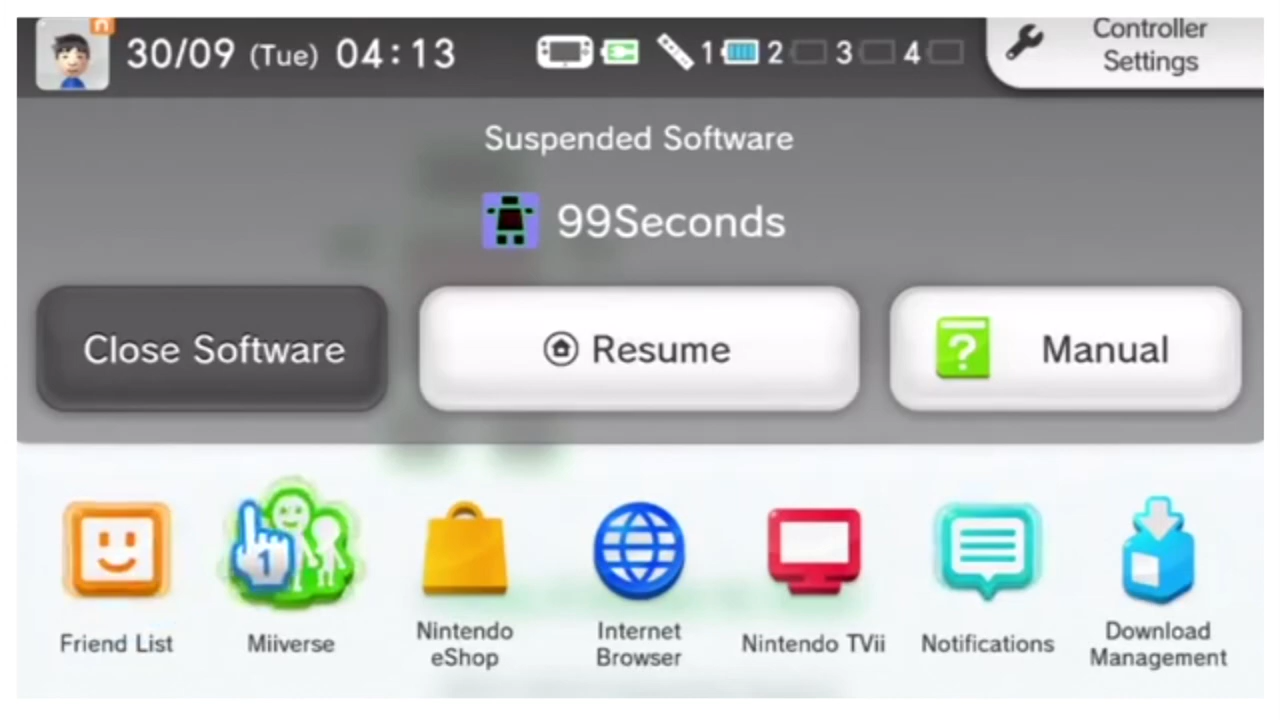 30/09 (Tue) 04:13
1 2 3 4
Controller
Settings
Suspended Software
99Seconds
Close Software
Resume
? Manual
1
Friend List
Miiverse
Nintendo
eShop
Internet
Browser
Nintendo TVii
Notifications
Download
Management